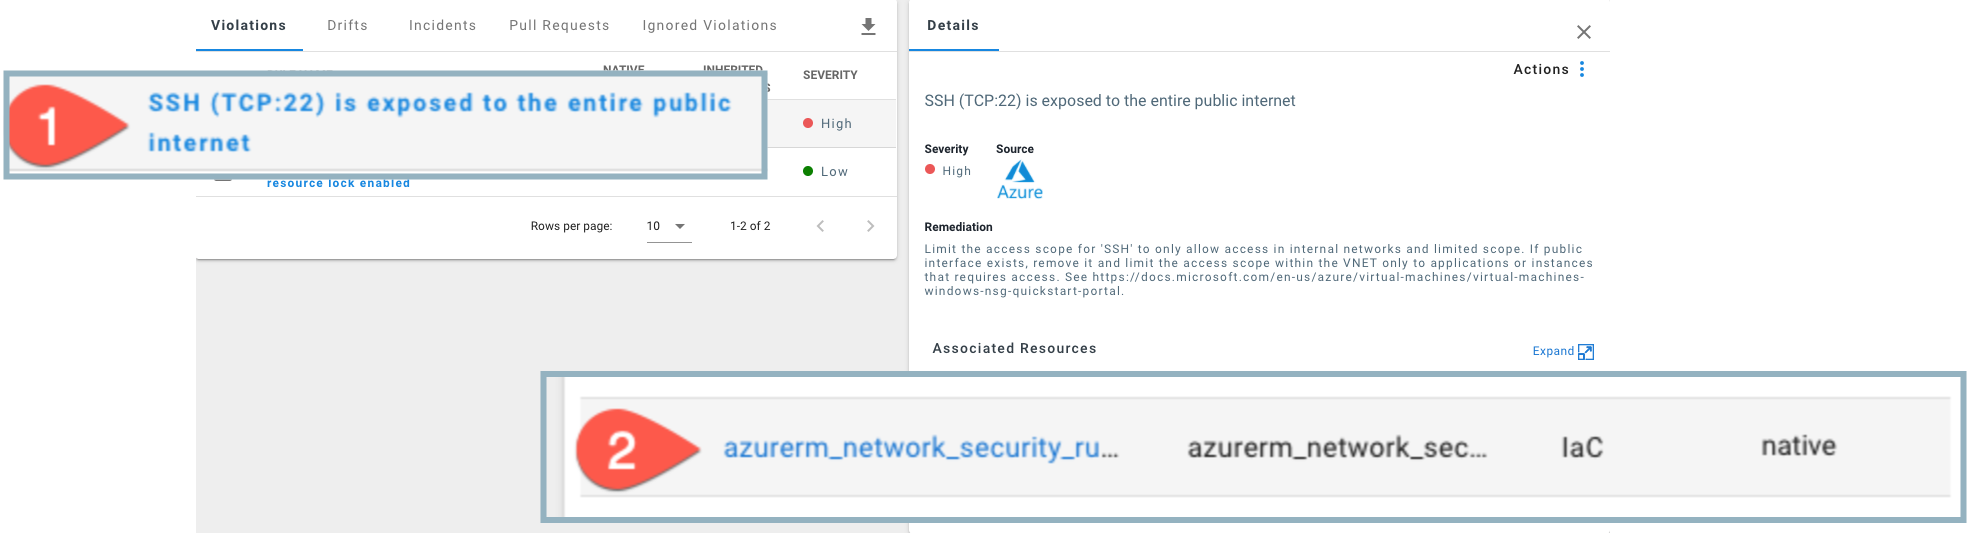 Violations Drifts Incidents Pull Requests Ignored Violations
NATIVE INHERITED SEVERITY
1 SSH (TCP:22) is exposed to the entire public
internet
High
resource lock enabled Low
Rows per page: 10 1-2 of 2
Details
Actions
SSH (TCP:22) is exposed to the entire public internet
Severity Source
High
Azure
Remediation
Limit the access scope for 'SSH' to only allow access in internal networks and limited scope. If public
interface exists, remove it and limit the access scope within the VNET only to applications or instances
that requires access. See https://docs.microsoft.com/en-us/azure/virtual-machines/virtual-machines-
windows-nsg-quickstart-portal.
Associated Resources Expand
2 azurerm_network_security_ru... azurerm_network_sec... IaC native